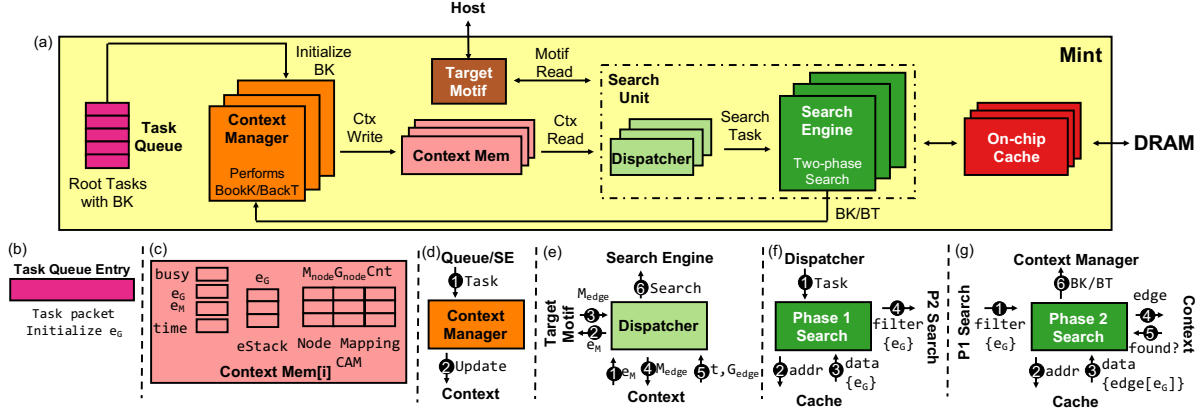 Host
(a)
Mint
Initialize
BK
Task
Queue
Root Tasks
with BK
Context
Manager
Performs
BookK/BackT
Ctx
Write
Target
Motif
Motif
Read
Context Mem
Ctx
Read
Search
Unit
Dispatcher
Search
Task
Search
Engine
Two-phase
Search
BK/BT
On-chip
Cache
DRAM
(b)
Task Queue Entry
Task packet
Initialize eG
(c)
busy
eG
eM
time
eG
eStack
MnodeGnodeCnt
Node Mapping
CAM
Context Mem[i]
(d)
Queue/SE
1 Task
Context
Manager
2 Update
Context
(e)
Search Engine
6 Search
Target
Motif
Medge
3
2
eM
Dispatcher
1 eM
4 Medge
5 t,Gedge
Context
(f)
Dispatcher
1 Task
Phase 1
Search
4
filter
{eG}
P2 Search
2 addr
3 data
{eG}
Cache
(g)
Context Manager
6 BK/BT
P1 Search
1
filter
{eG}
Phase 2
Search
edge
4
5
found?
Context
2 addr
3 data
{edge[eG]}
Cache